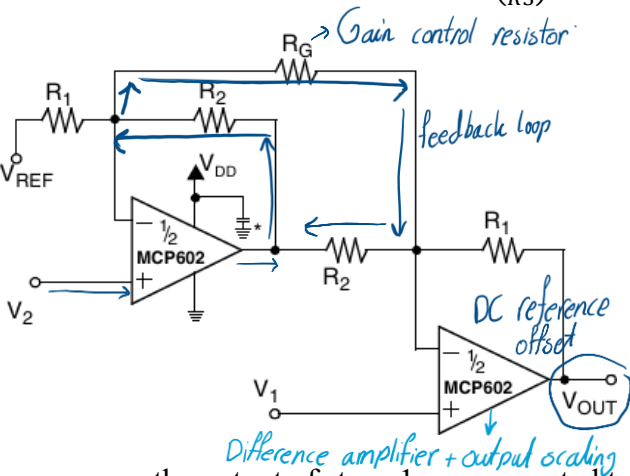 (R3)
RG → Gain control resistor
R1
R2
feedback loop
VREF
VDD
*
− ½
MCP602
+
R2
R1
V2
DC reference
offset
− ½
MCP602
+
V1
VOUT
Difference amplifier + output scaling